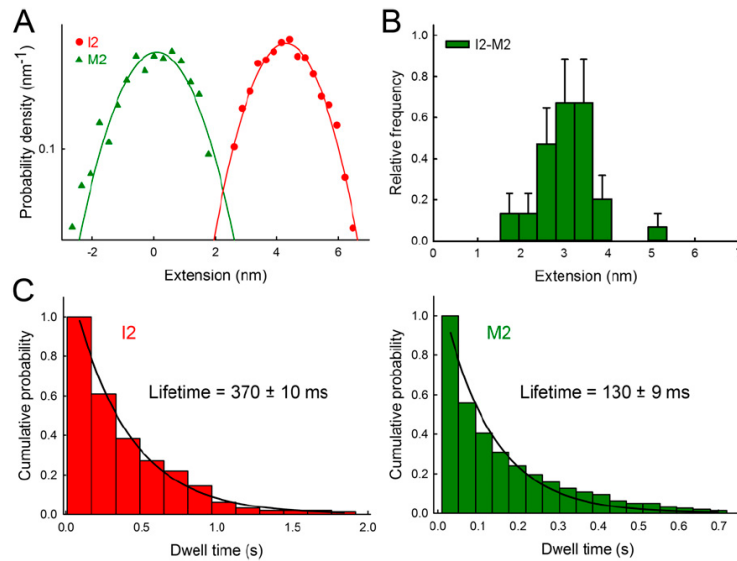 A
I2
M2
Probability density (nm⁻¹)
0.1
-2 0 2 4 6
Extension (nm)
B
I2-M2
Relative frequency
1.0
0.8
0.6
0.4
0.2
0.0
0 1 2 3 4 5 6
Extension (nm)
C
I2
Lifetime = 370 ± 10 ms
Cumulative probability
1.0
0.8
0.6
0.4
0.2
0.0
0.0 0.5 1.0 1.5 2.0
Dwell time (s)
M2
Lifetime = 130 ± 9 ms
Cumulative probability
1.0
0.8
0.6
0.4
0.2
0.0
0.0 0.1 0.2 0.3 0.4 0.5 0.6 0.7
Dwell time (s)